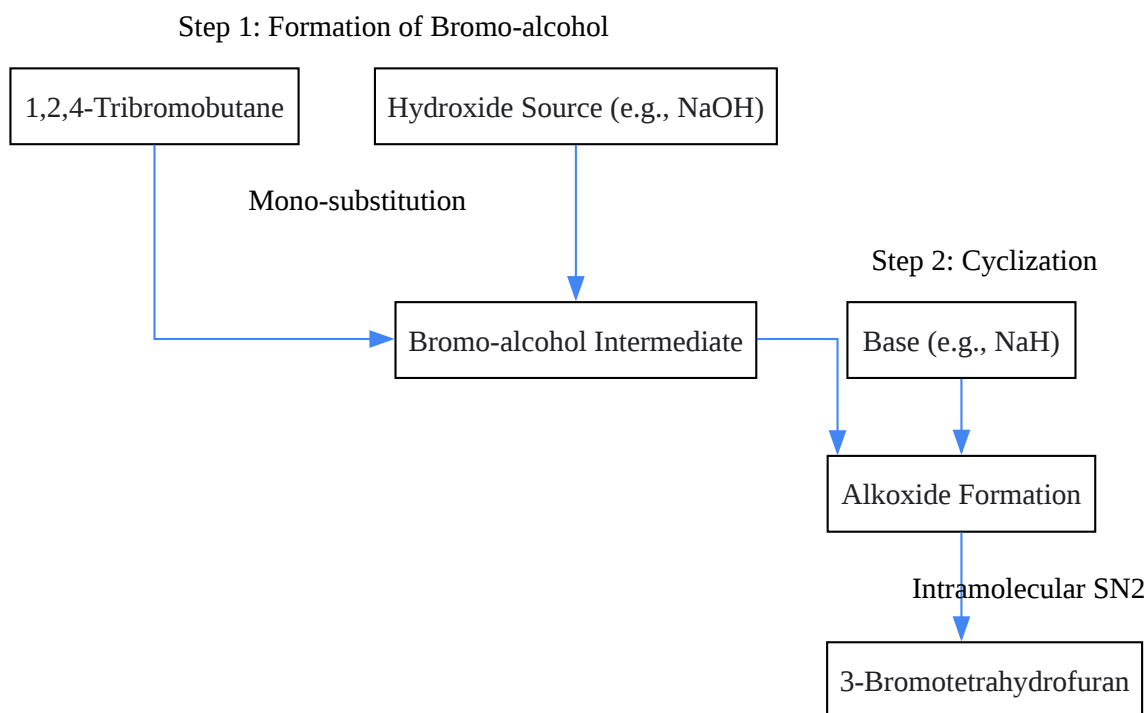 Step 1: Formation of Bromo-alcohol
1,2,4-Tribromobutane
Hydroxide Source (e.g., NaOH)
Mono-substitution
Step 2: Cyclization
Bromo-alcohol Intermediate
Base (e.g., NaH)
Alkoxide Formation
Intramolecular SN2
3-Bromotetrahydrofuran